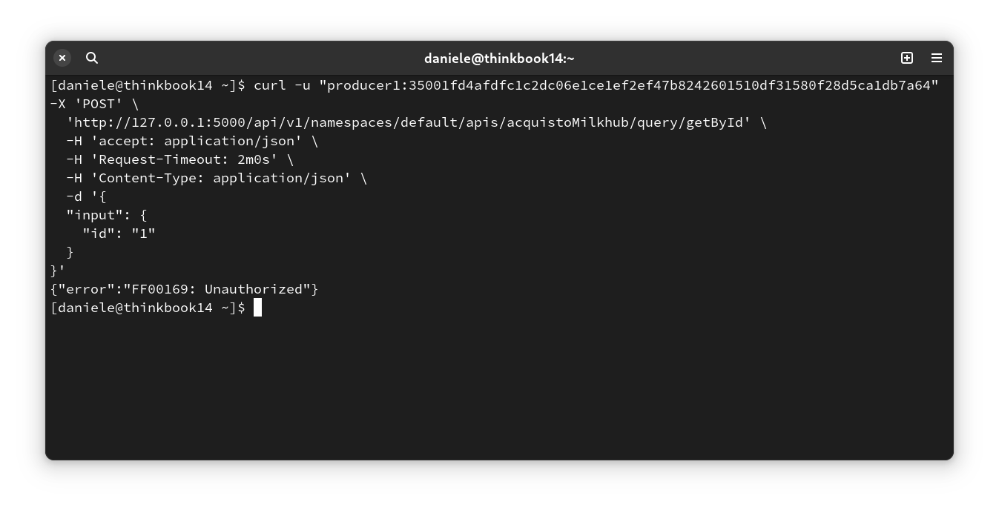 daniele@thinkbook14:~
[daniele@thinkbook14 ~]$ curl -u "producer1:35001fd4afdfc1c2dc06e1ce1ef2ef47b8242601510df31580f28d5ca1db7a64"
-X 'POST' \
  'http://127.0.0.1:5000/api/v1/namespaces/default/apis/acquistoMilkhub/query/getById' \
  -H 'accept: application/json' \
  -H 'Request-Timeout: 2m0s' \
  -H 'Content-Type: application/json' \
  -d '{
  "input": {
    "id": "1"
  }
}'
{"error":"FF00169: Unauthorized"}
[daniele@thinkbook14 ~]$